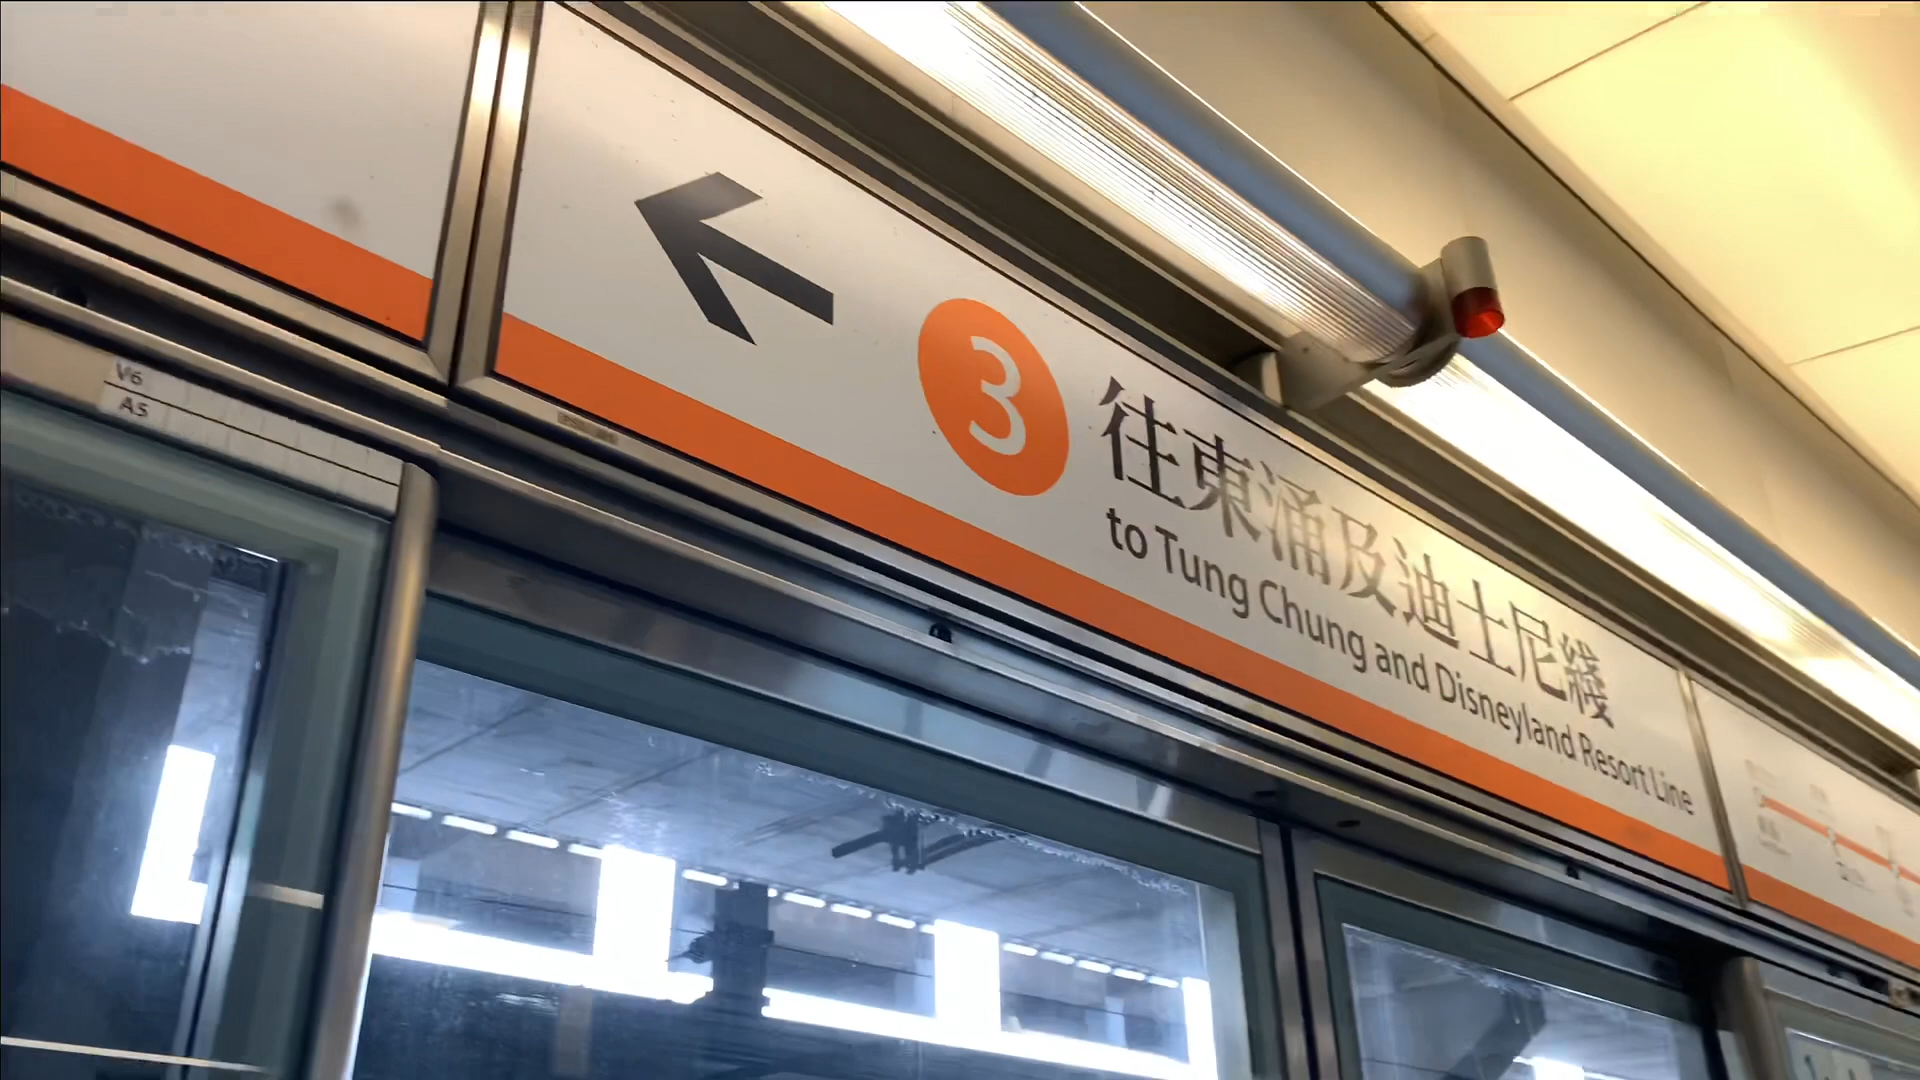 V6
A5
3
往東涌及迪士尼綫
to Tung Chung and Disneyland Resort Line